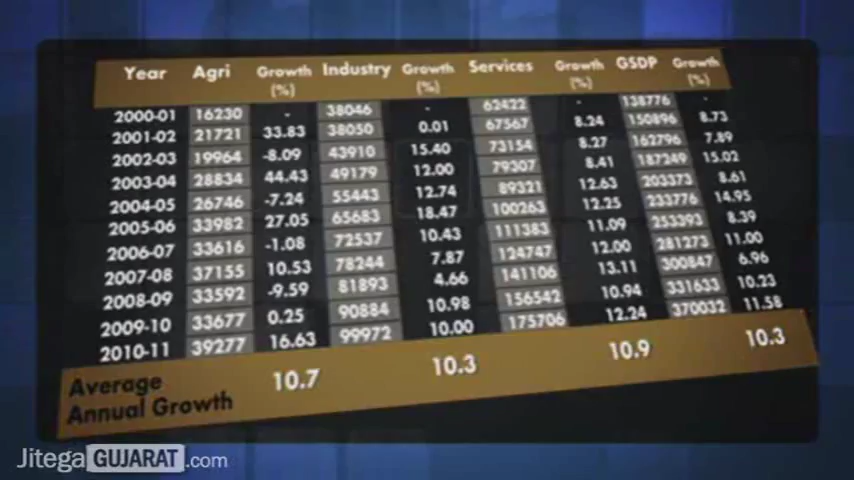 Year Agri Growth (%) Industry Growth (%) Services Growth (%) GSDP Growth (%)
2000-01 16230 - 38046 - 62422 - 138776 -
2001-02 21721 33.83 38050 0.01 67567 8.24 150896 8.73
2002-03 19964 -8.09 43910 15.40 73154 8.27 162796 7.89
2003-04 28834 44.43 49179 12.00 79307 8.41 187249 15.02
2004-05 26746 -7.24 55443 12.74 89321 12.63 203373 8.61
2005-06 33982 27.05 65683 18.47 100263 12.25 233776 14.95
2006-07 33616 -1.08 72537 10.43 111383 11.09 253393 8.39
2007-08 37155 10.53 78244 7.87 124747 12.00 281273 11.00
2008-09 33592 -9.59 81893 4.66 141106 13.11 300847 6.96
2009-10 33677 0.25 90884 10.98 156542 10.94 331633 10.23
2010-11 39277 16.63 99972 10.00 175706 12.24 370032 11.58
Average Annual Growth 10.7 10.3 10.9 10.3
JitegaGUJARAT.com